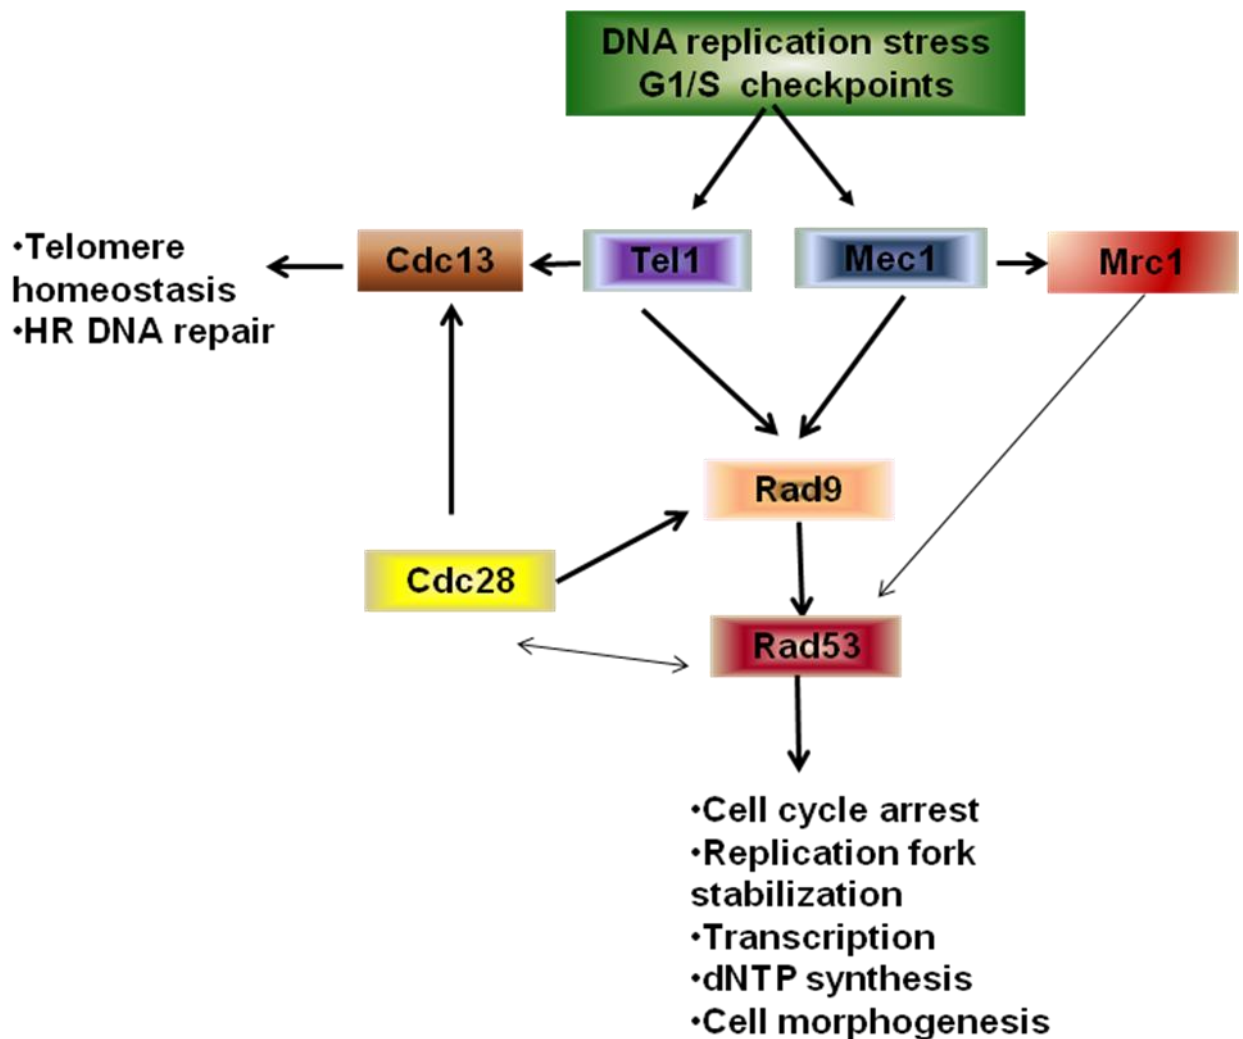 DNA replication stress
G1/S checkpoints
•Telomere
homeostasis
•HR DNA repair
Cdc13
Tel1
Mec1
Mrc1
Rad9
Cdc28
Rad53
•Cell cycle arrest
•Replication fork
stabilization
•Transcription
•dNTP synthesis
•Cell morphogenesis